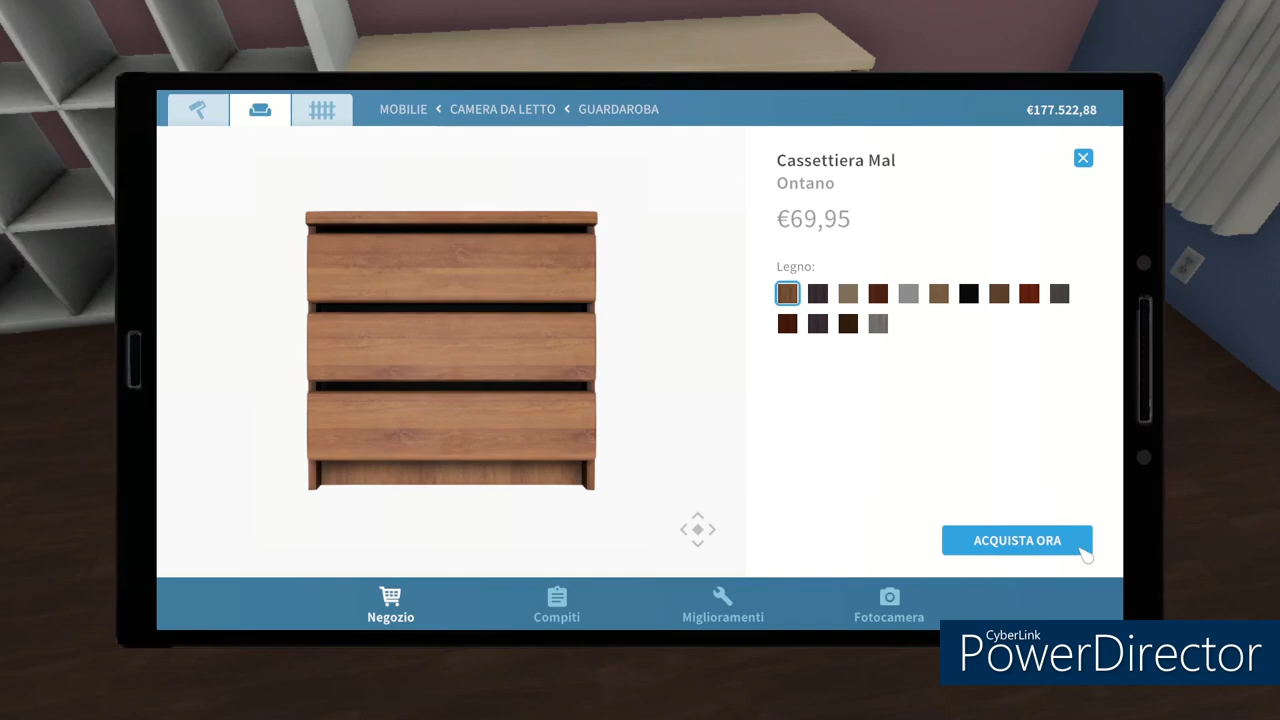 MOBILIE < CAMERA DA LETTO < GUARDAROBA
€177.522,88
Cassettiera Mal
Ontano
€69,95
Legno:
ACQUISTA ORA
Negozio
Compiti
Miglioramenti
Fotocamera
CyberLink
PowerDirector